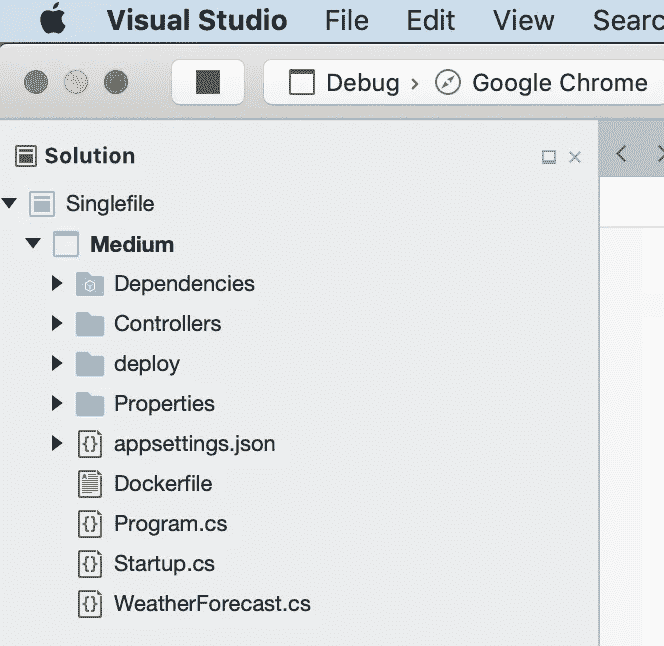 Visual Studio File Edit View Searc
Debug › Google Chrome
Solution
Singlefile
Medium
Dependencies
Controllers
deploy
Properties
appsettings.json
Dockerfile
Program.cs
Startup.cs
WeatherForecast.cs